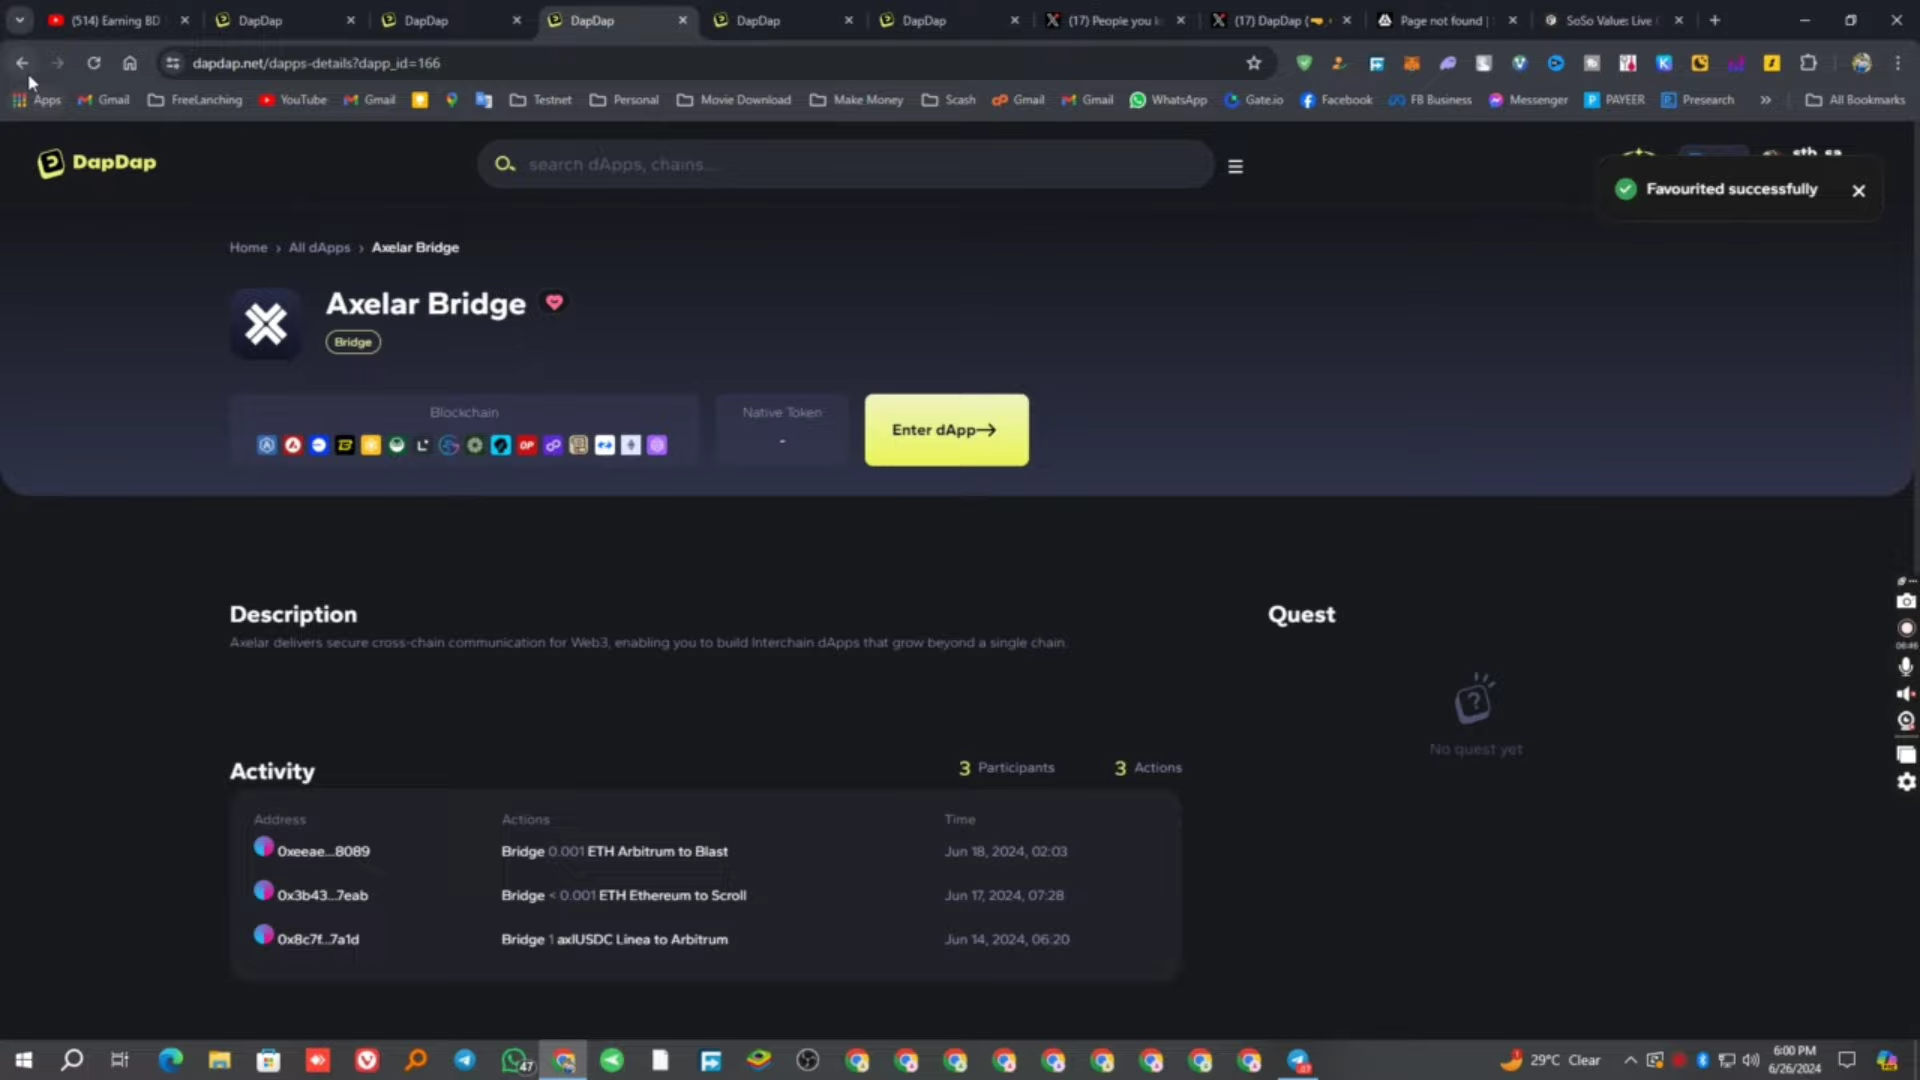 (514) Earning BD
DapDap
DapDap
DapDap
DapDap
DapDap
(17) People you k
(17) DapDap (
Page not found |
SoSo Value: Live
dapdap.net/dapps-details?dapp_id=166
Apps
Gmail
FreeLanching
YouTube
Gmail
Testnet
Personal
Movie Download
Make Money
Scash
Gmail
Gmail
WhatsApp
Gate.io
Facebook
FB Business
Messenger
PAYEER
Presearch
All Bookmarks
DapDap
search dApps, chains...
Favourited successfully
Home › All dApps › Axelar Bridge
Axelar Bridge
Bridge
Blockchain
Native Token
-
Enter dApp→
Description
Axelar delivers secure cross-chain communication for Web3, enabling you to build Interchain dApps that grow beyond a single chain.
Quest
No quest yet
Activity
3 Participants
3 Actions
Address Actions Time
0xeeae...8089 Bridge 0.001 ETH Arbitrum to Blast Jun 18, 2024, 02:03
0x3b43...7eab Bridge < 0.001 ETH Ethereum to Scroll Jun 17, 2024, 07:28
0x8c7f...7a1d Bridge 1 axlUSDC Linea to Arbitrum Jun 14, 2024, 06:20
06:46
47
29°C Clear
6:00 PM
6/26/2024